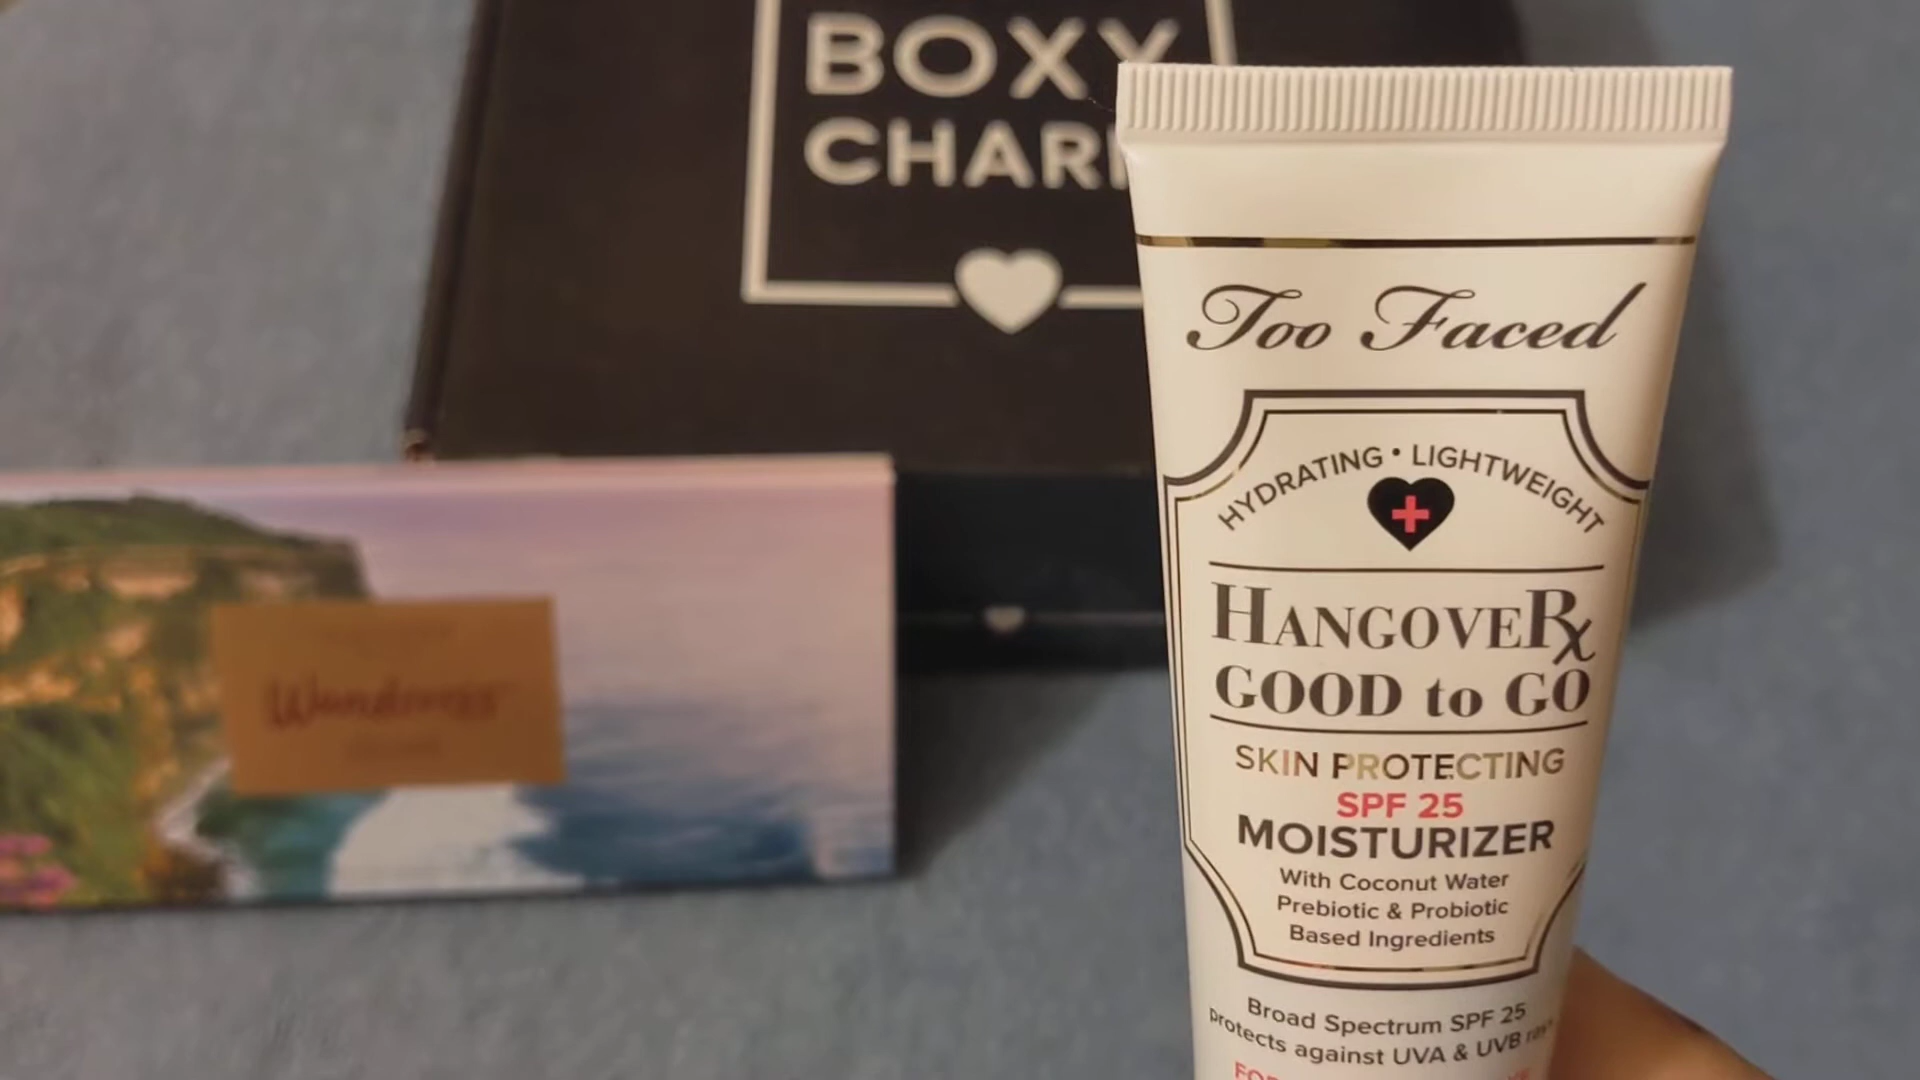 BOXY
CHAR
Too Faced
HYDRATING • LIGHTWEIGHT
HANGOVERx
GOOD to GO
SKIN PROTECTING
SPF 25
MOISTURIZER
With Coconut Water
Prebiotic & Probiotic
Based Ingredients
Broad Spectrum SPF 25
protects against UVA & UVB